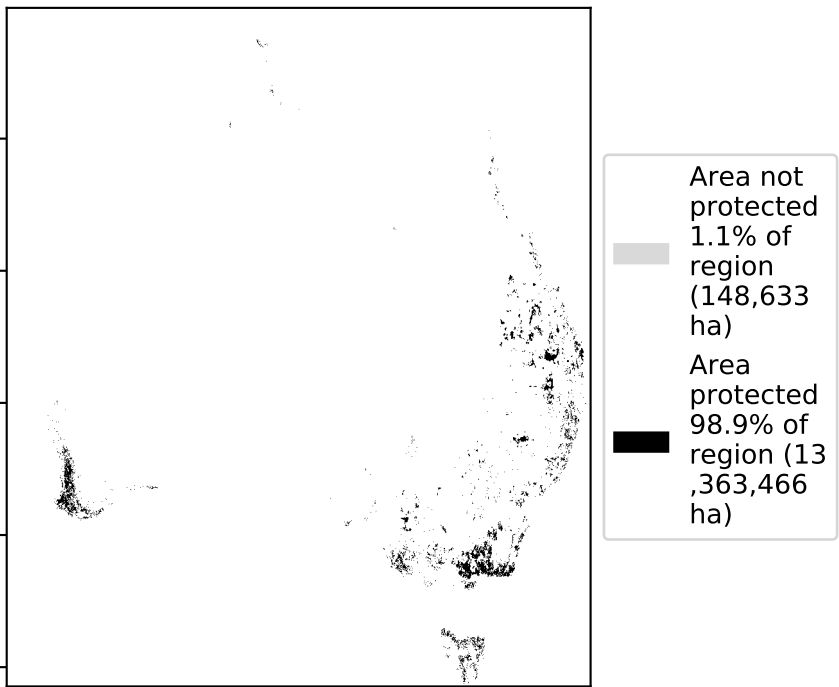 Area not
protected
1.1% of
region
(148,633
ha)
Area
protected
98.9% of
region (13
,363,466
ha)